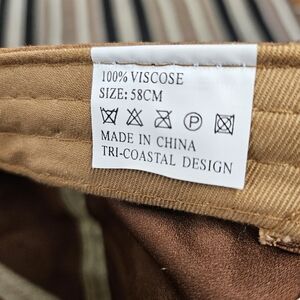 100% VISCOSE
SIZE: 58CM
P
MADE IN CHINA
TRI-COASTAL DESIGN